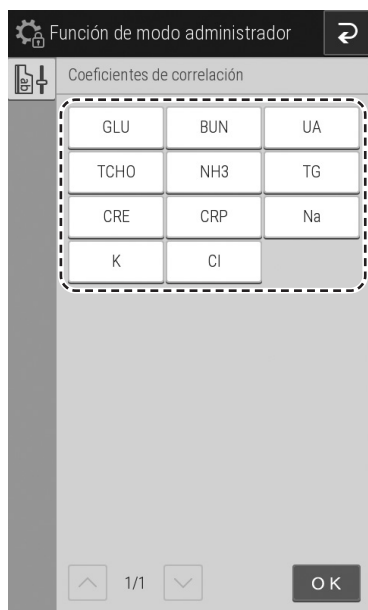 Función de modo administrador
Coeficientes de correlación
GLU BUN UA
TCHO NH3 TG
CRE CRP Na
K Cl
1/1 OK